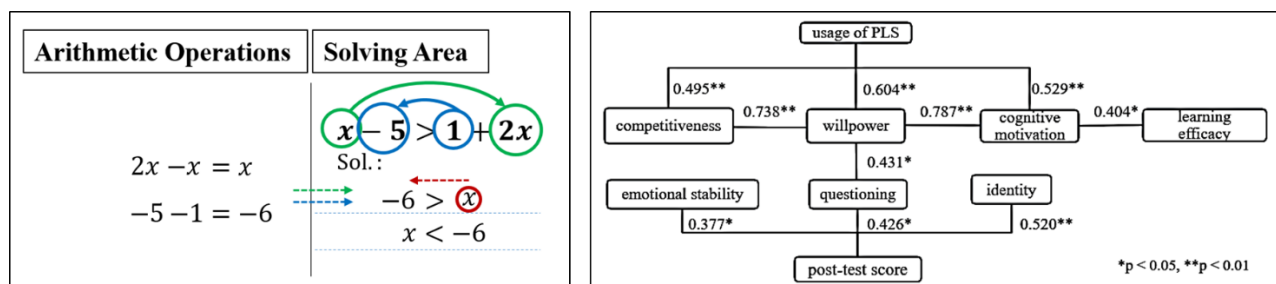 Arithmetic Operations
Solving Area
x − 5 > 1 + 2x
Sol.:
2x − x = x
−6 > x
−5 − 1 = −6
x < −6
usage of PLS
0.495**
0.604**
0.529**
competitiveness
0.738**
willpower
0.787**
cognitive
motivation
0.404*
learning
efficacy
0.431*
emotional stability
questioning
identity
0.377*
0.426*
0.520**
post-test score
*p < 0.05, **p < 0.01